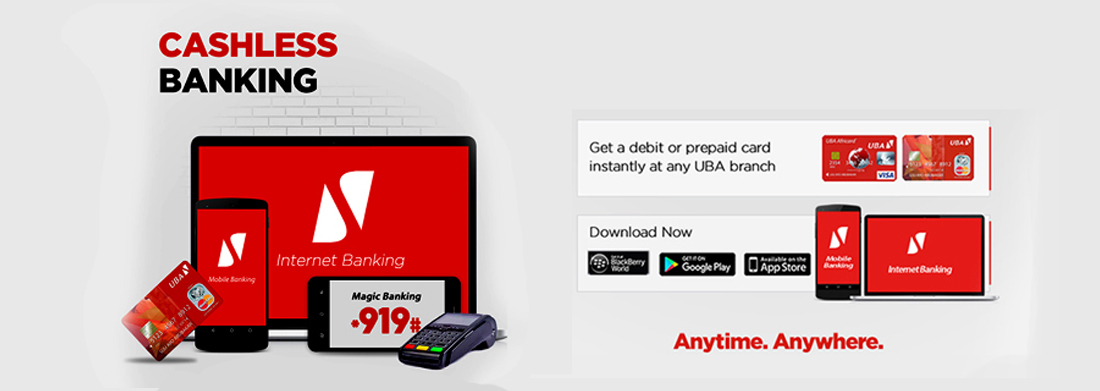 CASHLESS
BANKING
Internet Banking
Mobile Banking
Magic Banking
*919#
UBA
Get a debit or prepaid card
instantly at any UBA branch
UBA
VISA
UBA
Download Now
BlackBerry
World
GET IT ON
Google Play
Available on the
App Store
Mobile
Banking
Internet Banking
Anytime. Anywhere.